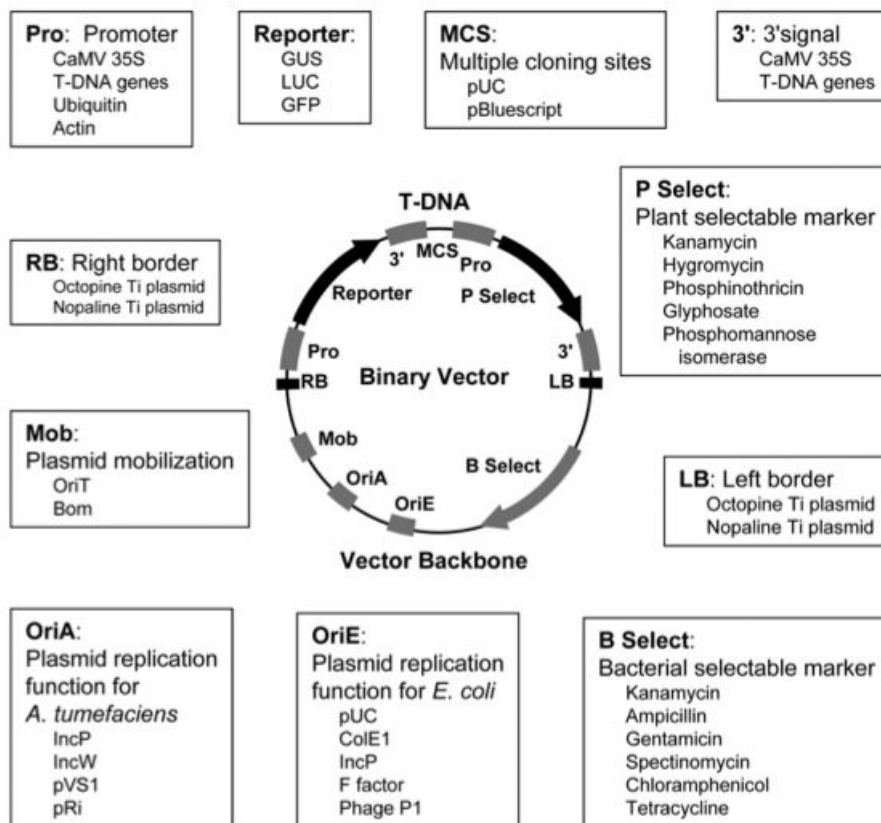 Pro: Promoter
CaMV 35S
T-DNA genes
Ubiquitin
Actin
Reporter:
GUS
LUC
GFP
MCS:
Multiple cloning sites
pUC
pBluescript
3': 3'signal
CaMV 35S
T-DNA genes
P Select:
Plant selectable marker
Kanamycin
Hygromycin
Phosphinothricin
Glyphosate
Phosphomannose
isomerase
RB: Right border
Octopine Ti plasmid
Nopaline Ti plasmid
T-DNA
3'
MCS
Pro
Reporter
P Select
Pro
3'
RB
Binary Vector
LB
Mob
B Select
OriA
OriE
Vector Backbone
Mob:
Plasmid mobilization
OriT
Bom
LB: Left border
Octopine Ti plasmid
Nopaline Ti plasmid
OriA:
Plasmid replication
function for
A. tumefaciens
IncP
IncW
pVS1
pRi
OriE:
Plasmid replication
function for E. coli
pUC
ColE1
IncP
F factor
Phage P1
B Select:
Bacterial selectable marker
Kanamycin
Ampicillin
Gentamicin
Spectinomycin
Chloramphenicol
Tetracycline